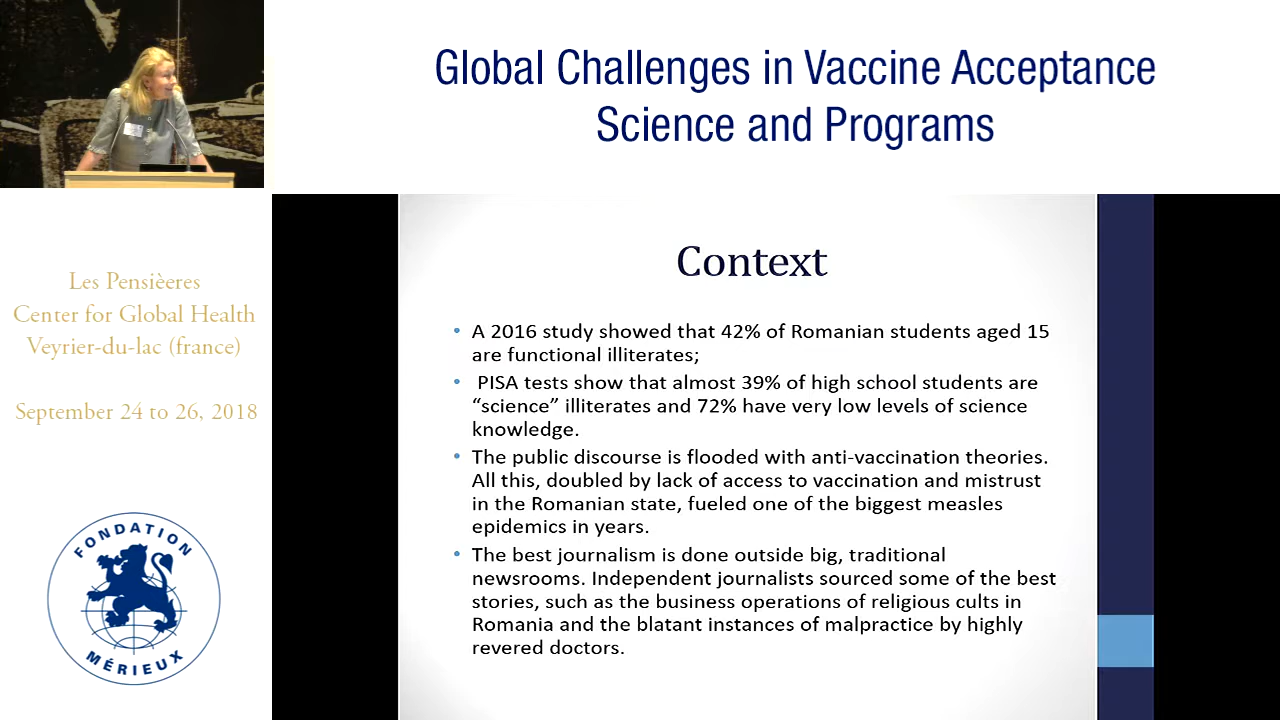 Global Challenges in Vaccine Acceptance
Science and Programs
Les Pensièeres
Center for Global Health
Veyrier-du-lac (france)
September 24 to 26, 2018
FONDATION
MÉRIEUX
Context
• A 2016 study showed that 42% of Romanian students aged 15
are functional illiterates;
• PISA tests show that almost 39% of high school students are
“science” illiterates and 72% have very low levels of science
knowledge.
• The public discourse is flooded with anti-vaccination theories.
All this, doubled by lack of access to vaccination and mistrust
in the Romanian state, fueled one of the biggest measles
epidemics in years.
• The best journalism is done outside big, traditional
newsrooms. Independent journalists sourced some of the best
stories, such as the business operations of religious cults in
Romania and the blatant instances of malpractice by highly
revered doctors.